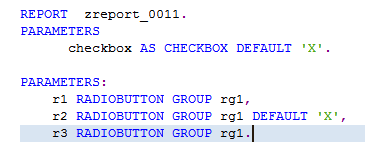 REPORT  zreport_0011.
PARAMETERS
      checkbox AS CHECKBOX DEFAULT 'X'.
PARAMETERS:
    r1 RADIOBUTTON GROUP rg1,
    r2 RADIOBUTTON GROUP rg1 DEFAULT 'X',
    r3 RADIOBUTTON GROUP rg1.